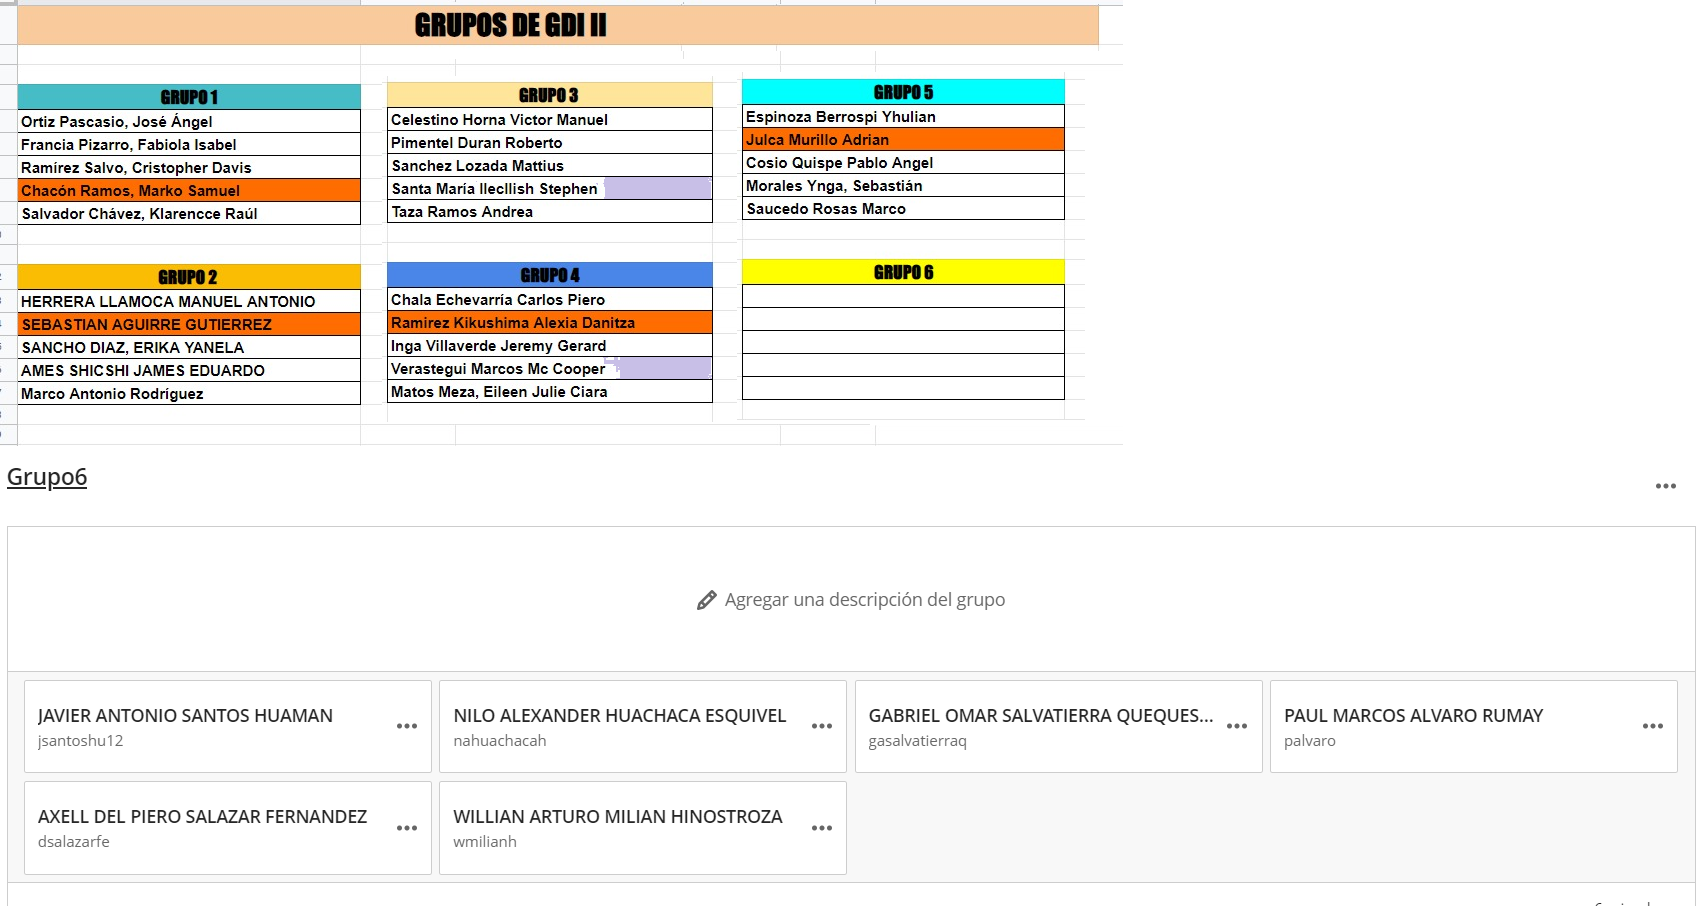 GRUPOS DE GDI II
GRUPO 1
Ortiz Pascasio, José Ángel
Francia Pizarro, Fabiola Isabel
Ramírez Salvo, Cristopher Davis
Chacón Ramos, Marko Samuel
Salvador Chávez, Klarencce Raúl
GRUPO 2
HERRERA LLAMOCA MANUEL ANTONIO
SEBASTIAN AGUIRRE GUTIERREZ
SANCHO DIAZ, ERIKA YANELA
AMES SHICSHI JAMES EDUARDO
Marco Antonio Rodríguez
GRUPO 3
Celestino Horna Victor Manuel
Pimentel Duran Roberto
Sanchez Lozada Mattius
Santa María Ilecllish Stephen
Taza Ramos Andrea
GRUPO 4
Chala Echevarría Carlos Piero
Ramirez Kikushima Alexia Danitza
Inga Villaverde Jeremy Gerard
Verastegui Marcos Mc Cooper
Matos Meza, Eileen Julie Ciara
GRUPO 5
Espinoza Berrospi Yhulian
Julca Murillo Adrian
Cosio Quispe Pablo Angel
Morales Ynga, Sebastián
Saucedo Rosas Marco
GRUPO 6
Grupo6
Agregar una descripción del grupo
JAVIER ANTONIO SANTOS HUAMAN
jsantoshu12
NILO ALEXANDER HUACHACA ESQUIVEL
nahuachacah
GABRIEL OMAR SALVATIERRA QUEQUES...
gasalvatierraq
PAUL MARCOS ALVARO RUMAY
palvaro
AXELL DEL PIERO SALAZAR FERNANDEZ
dsalazarfe
WILLIAN ARTURO MILIAN HINOSTROZA
wmilianh